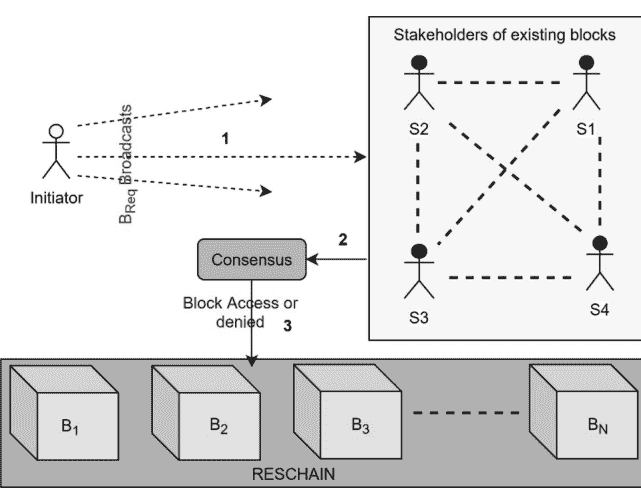 Stakeholders of existing blocks
S2
S1
1
B_Req Broadcasts
Initiator
2
Consensus
S3
S4
Block Access or
denied
3
B₁
B₂
B₃
B_N
RESCHAIN